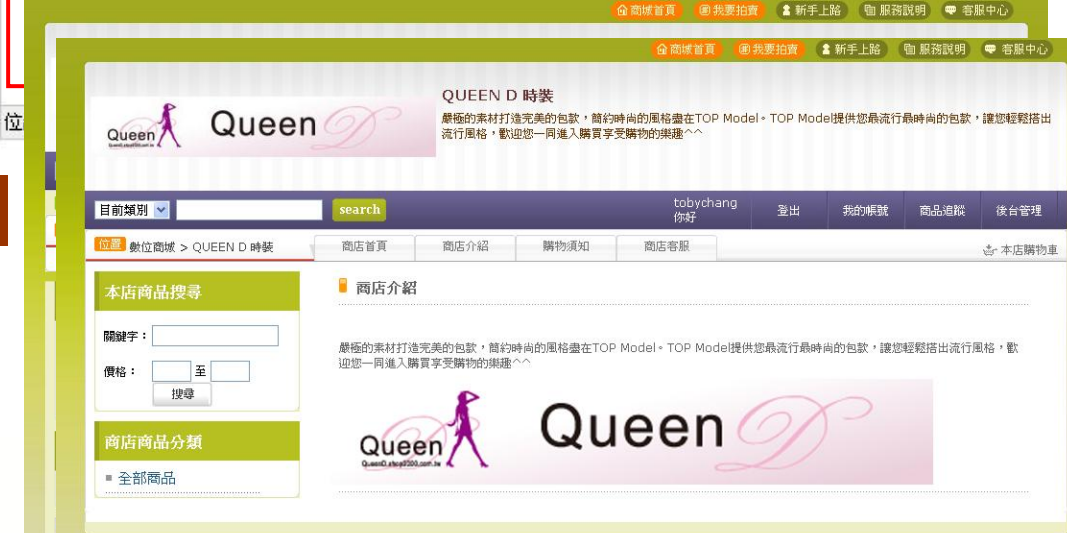 商城首頁 我要拍賣 新手上路 服務說明 客服中心
商城首頁 我要拍賣 新手上路 服務說明 客服中心
位
QUEEN D 時裝
嚴極的素材打造完美的包款，簡約時尚的風格盡在TOP Model。TOP Model提供您最流行最時尚的包款，讓您輕鬆搭出
流行風格，歡迎您一同進入購買享受購物的樂趣^^
Queen Queen D
目前類別 search tobychang
你好 登出 我的帳號 商品追蹤 後台管理
位置 數位商城 > QUEEN D 時裝 商店首頁 商店介紹 購物須知 商店客服 本店購物車
本店商品搜尋
關鍵字：
價格： 至
搜尋
商店商品分類
全部商品
商店介紹
嚴極的素材打造完美的包款，簡約時尚的風格盡在TOP Model。TOP Model提供您最流行最時尚的包款，讓您輕鬆搭出流行風格，歡
迎您一同進入購買享受購物的樂趣^^
Queen Queen D
QueenD.shop2000.com.tw